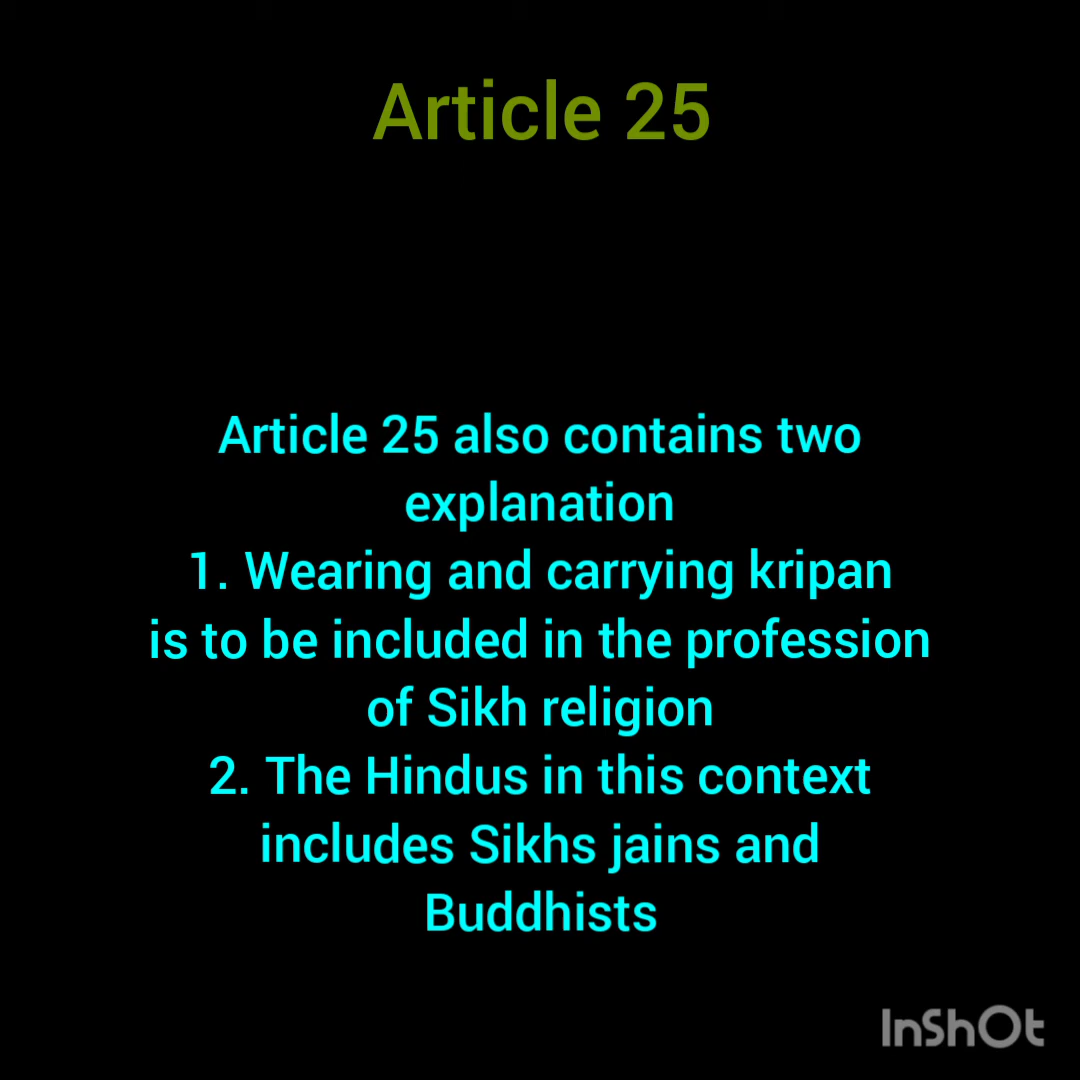 Article 25
Article 25 also contains two
explanation
1. Wearing and carrying kripan
is to be included in the profession
of Sikh religion
2. The Hindus in this context
includes Sikhs jains and
Buddhists
InShOt